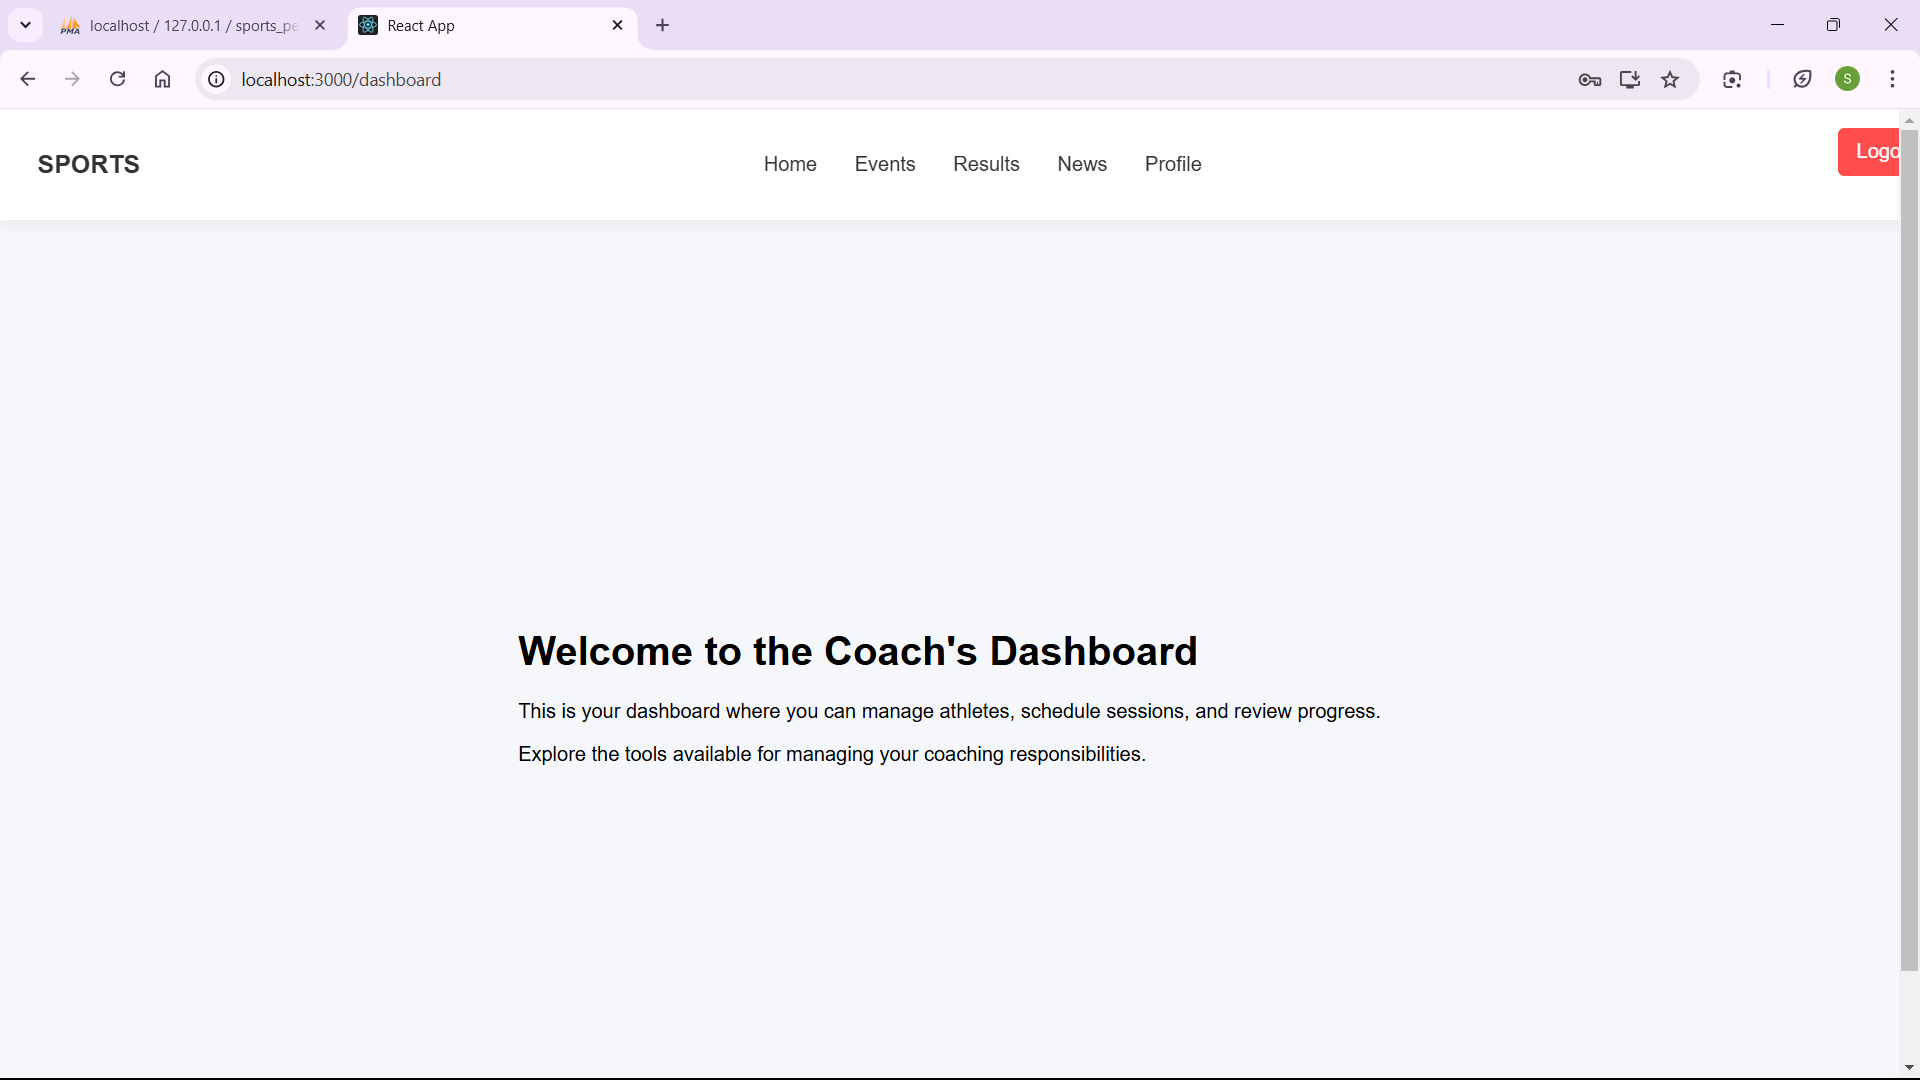 localhost / 127.0.0.1 / sports_pe
React App
localhost:3000/dashboard
S
SPORTS
Home
Events
Results
News
Profile
Logo
Welcome to the Coach's Dashboard
This is your dashboard where you can manage athletes, schedule sessions, and review progress.
Explore the tools available for managing your coaching responsibilities.